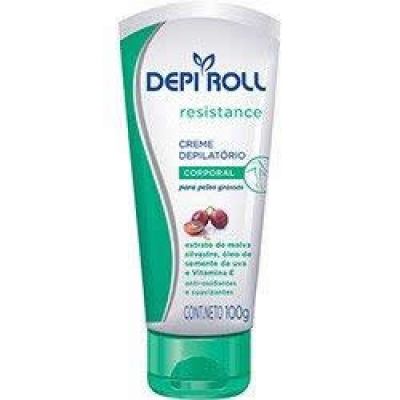 DEPI ROLL
resistance
CREME
DEPILATÓRIO
CORPORAL
para pelos grossos
extrato de malva
silvestre, óleo de
semente de uva
e Vitamina E
anti-oxidantes
e suavizantes
CONT.NETO 100g